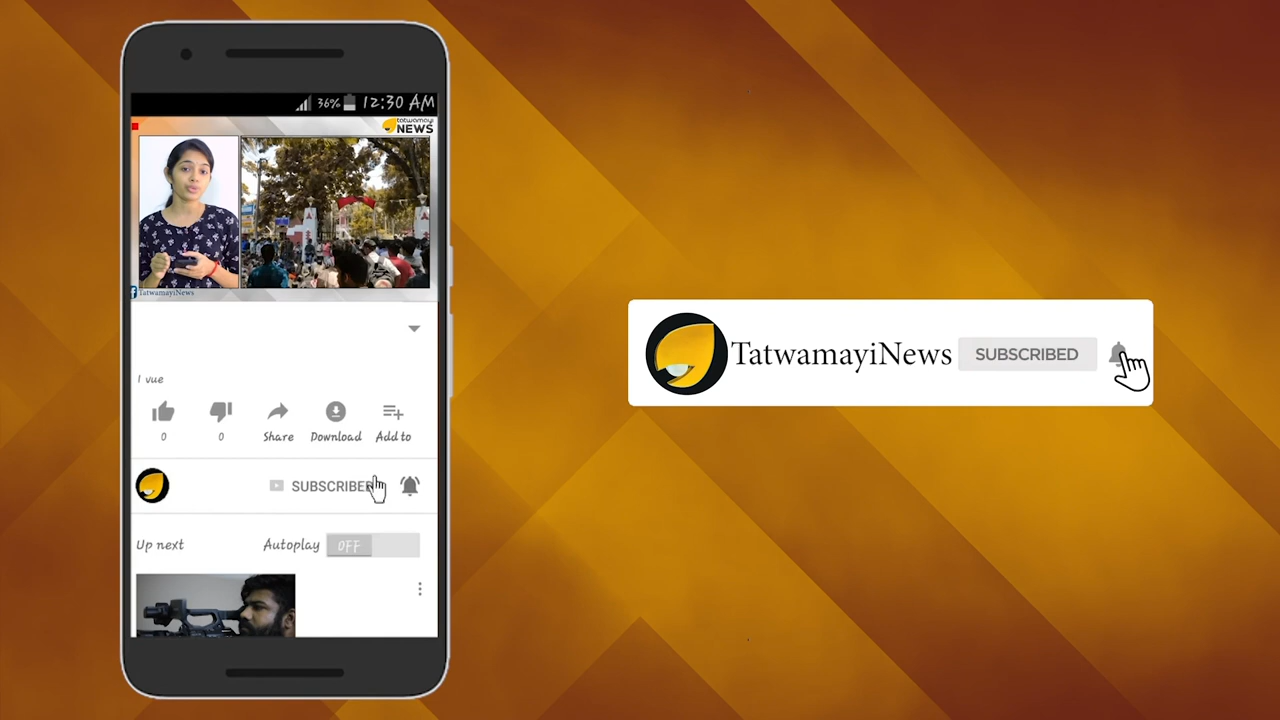 36% 12:30 AM
tatwamayi
NEWS
TatwamayiNews
1 vue
0 0 Share Download Add to
SUBSCRIBED
Up next Autoplay OFF
TatwamayiNews SUBSCRIBED